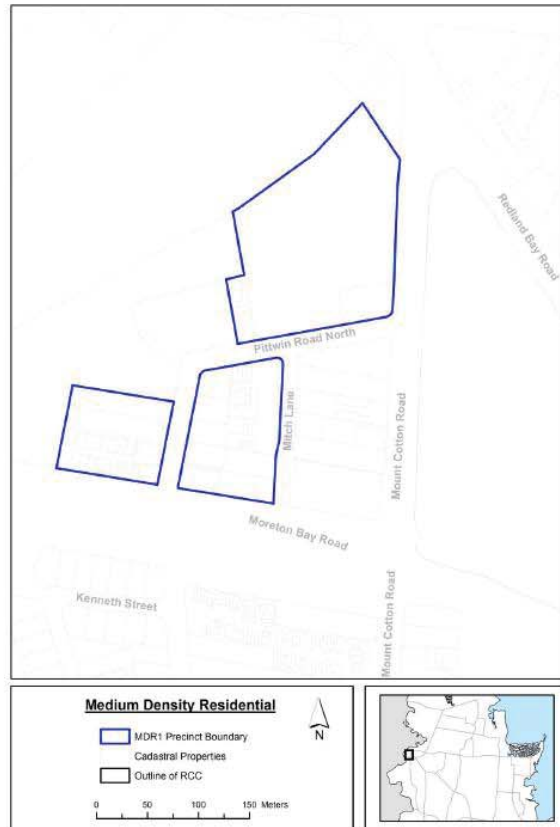 Redland Bay Road
Pittwin Road North
Mitch Lane
Mount Cotton Road
Moreton Bay Road
Kenneth Street
Mount Cotton Road
Medium Density Residential
MDR1 Precinct Boundary
Cadastral Properties
Outline of RCC
N
0 50 100 150 Meters